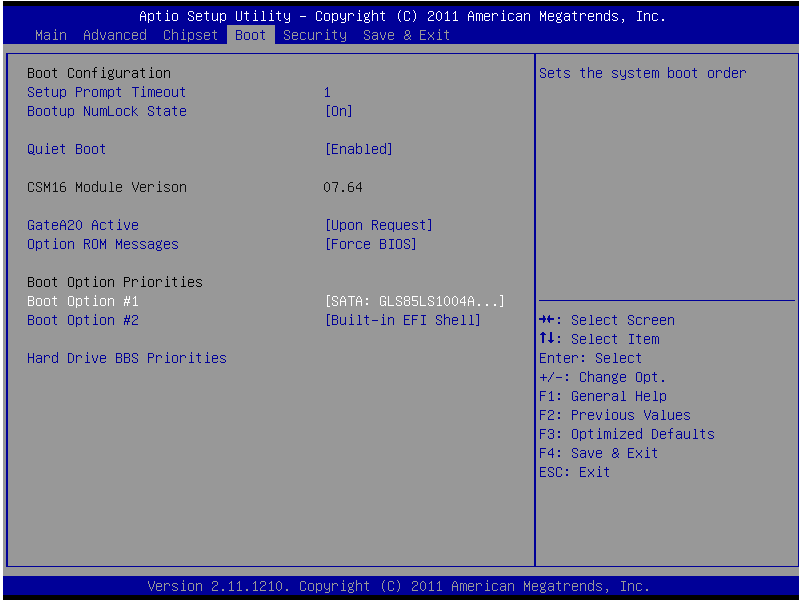 Aptio Setup Utility – Copyright (C) 2011 American Megatrends, Inc.
Main Advanced Chipset Boot Security Save & Exit
Boot Configuration
Setup Prompt Timeout 1
Bootup NumLock State [On]
Quiet Boot [Enabled]
CSM16 Module Verison 07.64
GateA20 Active [Upon Request]
Option ROM Messages [Force BIOS]
Boot Option Priorities
Boot Option #1 [SATA: GLS85LS1004A...]
Boot Option #2 [Built-in EFI Shell]
Hard Drive BBS Priorities
Sets the system boot order
→←: Select Screen
↑↓: Select Item
Enter: Select
+/-: Change Opt.
F1: General Help
F2: Previous Values
F3: Optimized Defaults
F4: Save & Exit
ESC: Exit
Version 2.11.1210. Copyright (C) 2011 American Megatrends, Inc.